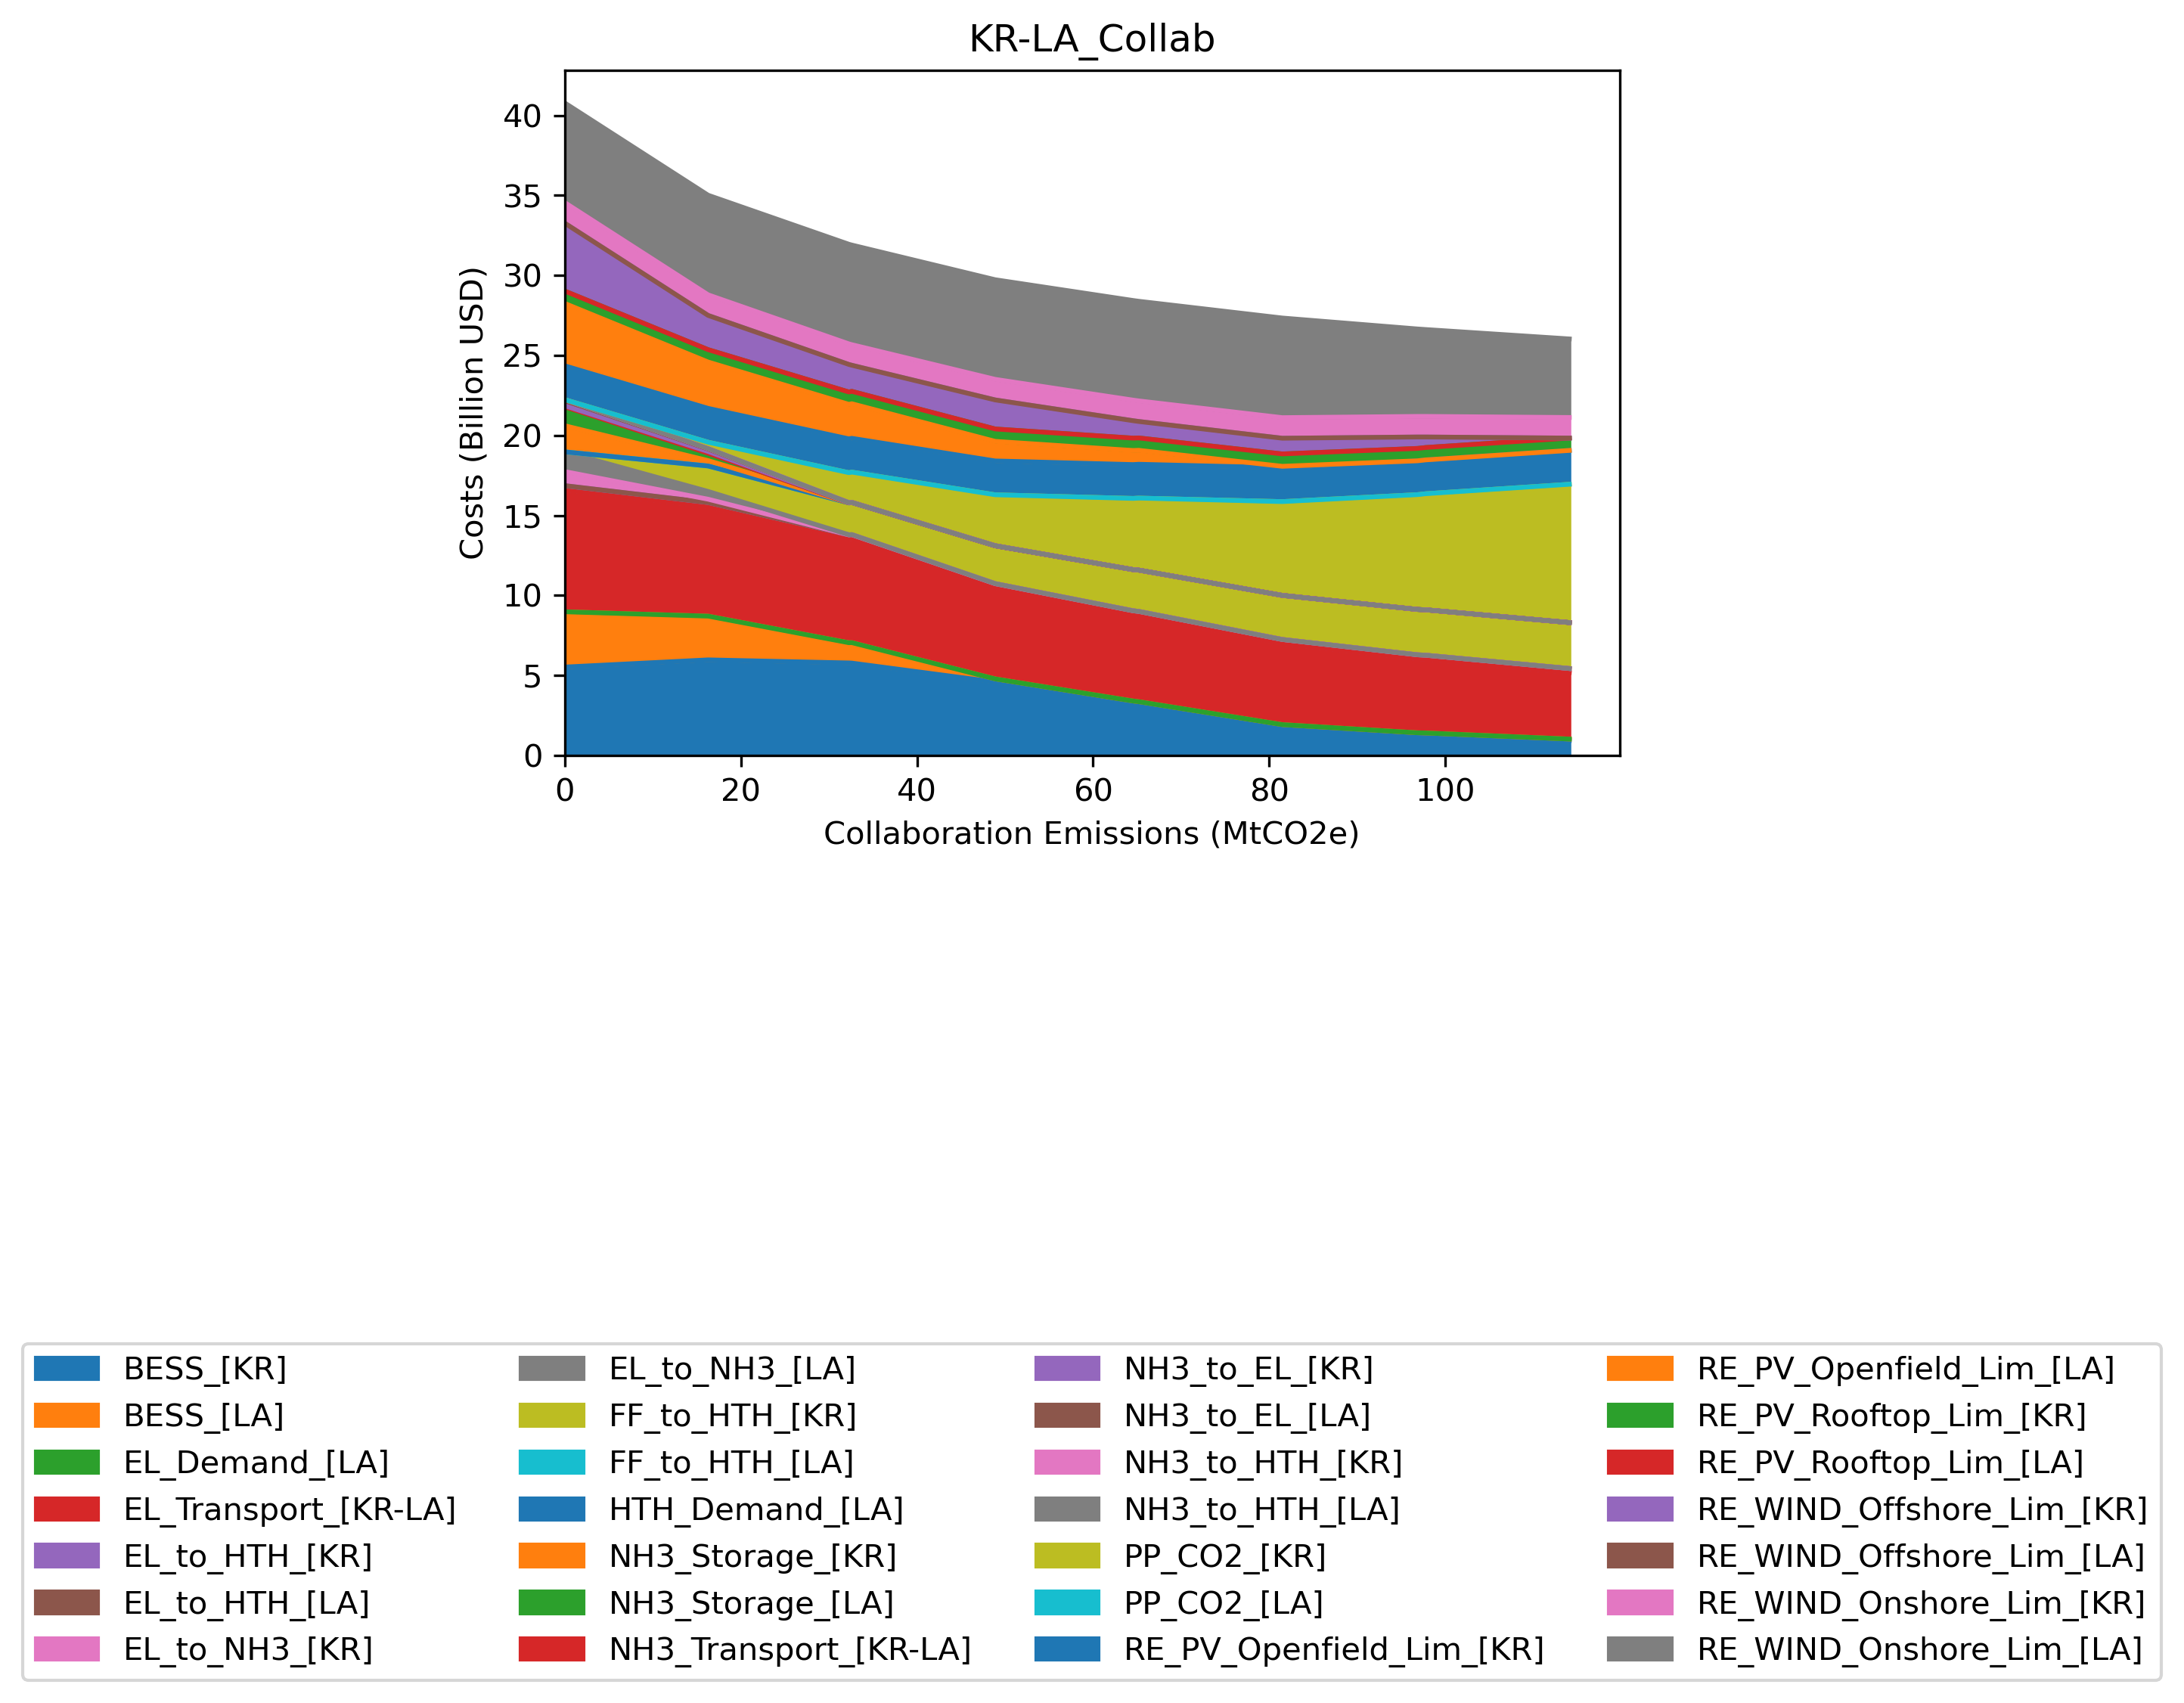 KR-LA_Collab
Costs (Billion USD)
40
35
30
25
20
15
10
5
0
0 20 40 60 80 100
Collaboration Emissions (MtCO2e)
BESS_[KR]
BESS_[LA]
EL_Demand_[LA]
EL_Transport_[KR-LA]
EL_to_HTH_[KR]
EL_to_HTH_[LA]
EL_to_NH3_[KR]
EL_to_NH3_[LA]
FF_to_HTH_[KR]
FF_to_HTH_[LA]
HTH_Demand_[LA]
NH3_Storage_[KR]
NH3_Storage_[LA]
NH3_Transport_[KR-LA]
NH3_to_EL_[KR]
NH3_to_EL_[LA]
NH3_to_HTH_[KR]
NH3_to_HTH_[LA]
PP_CO2_[KR]
PP_CO2_[LA]
RE_PV_Openfield_Lim_[KR]
RE_PV_Openfield_Lim_[LA]
RE_PV_Rooftop_Lim_[KR]
RE_PV_Rooftop_Lim_[LA]
RE_WIND_Offshore_Lim_[KR]
RE_WIND_Offshore_Lim_[LA]
RE_WIND_Onshore_Lim_[KR]
RE_WIND_Onshore_Lim_[LA]